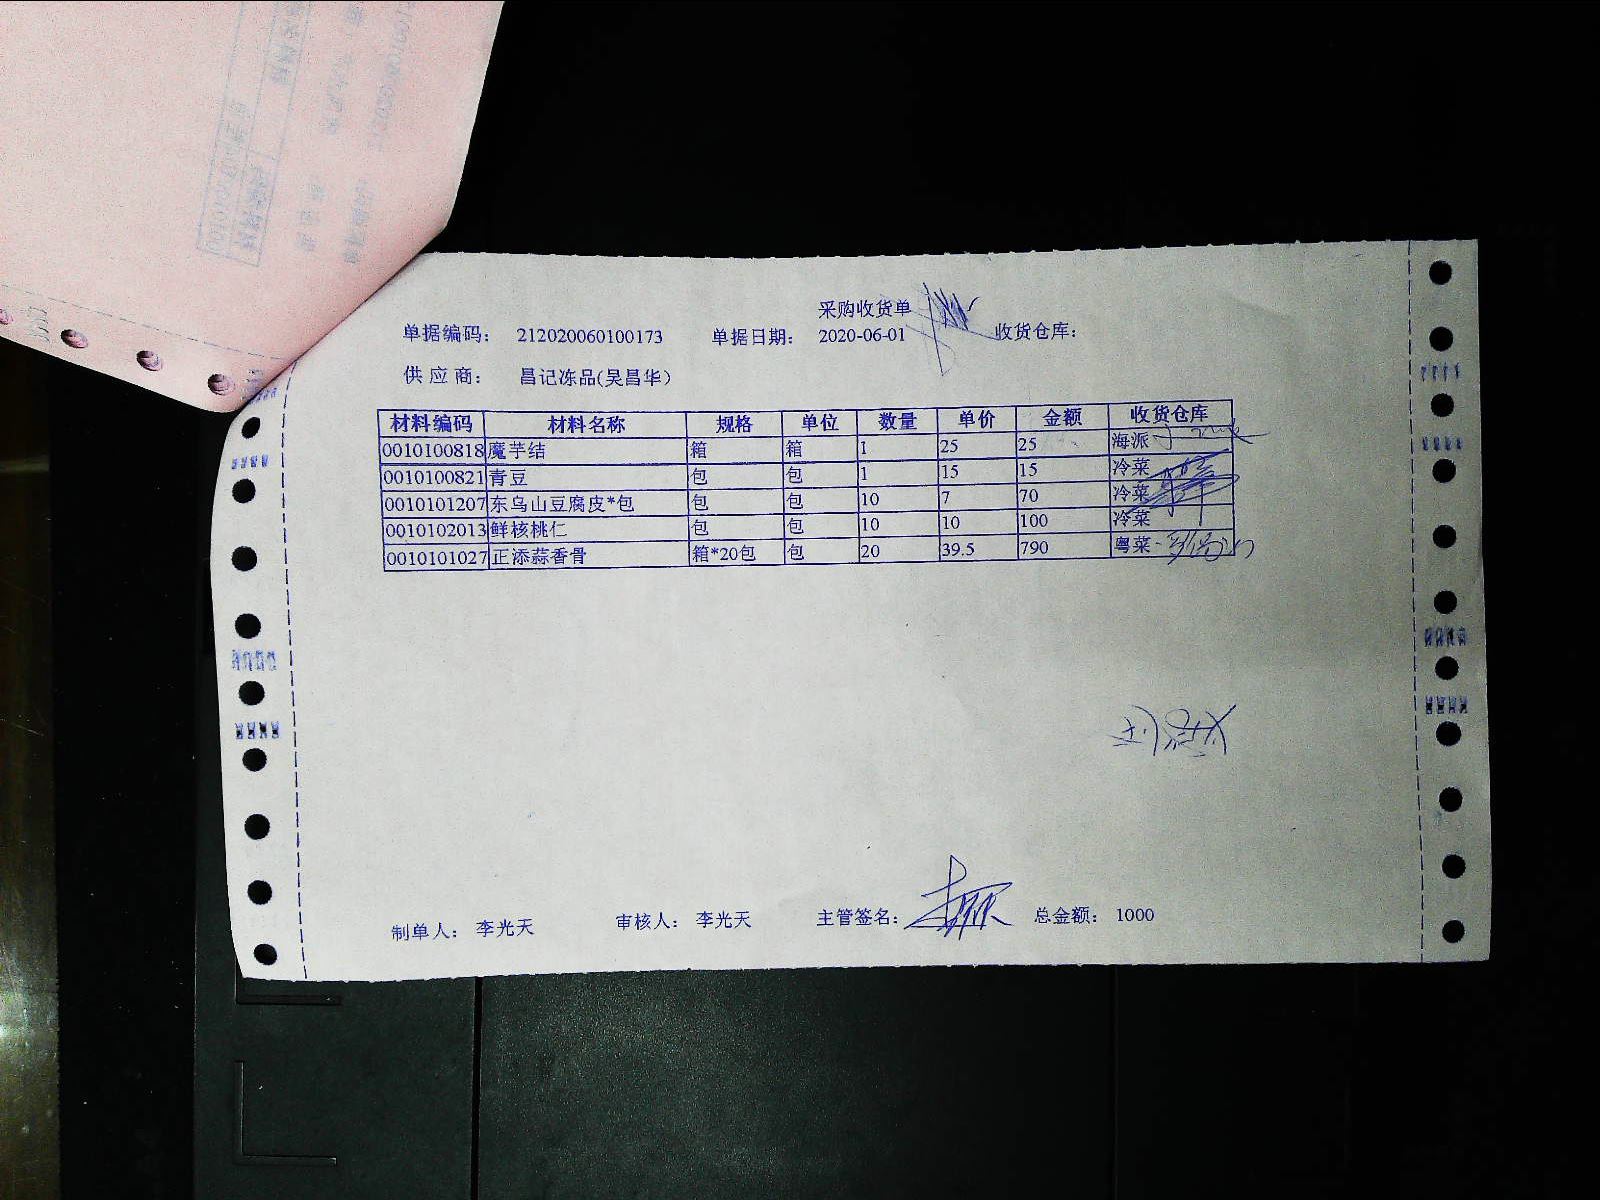 采购收货单
单据编码： 212020060100173 单据日期： 2020-06-01 收货仓库：
供 应 商： 昌记冻品(吴昌华)
材料编码 材料名称 规格 单位 数量 单价 金额 收货仓库
0010100818 魔芋结 箱 箱 1 25 25 海派
0010100821 青豆 包 包 1 15 15 冷菜
0010101207 东乌山豆腐皮*包 包 包 10 7 70 冷菜
0010102013 鲜核桃仁 包 包 10 10 100 冷菜
0010101027 正添蒜香骨 箱*20包 包 20 39.5 790 粤菜
制单人： 李光天 审核人： 李光天 主管签名： 总金额： 1000